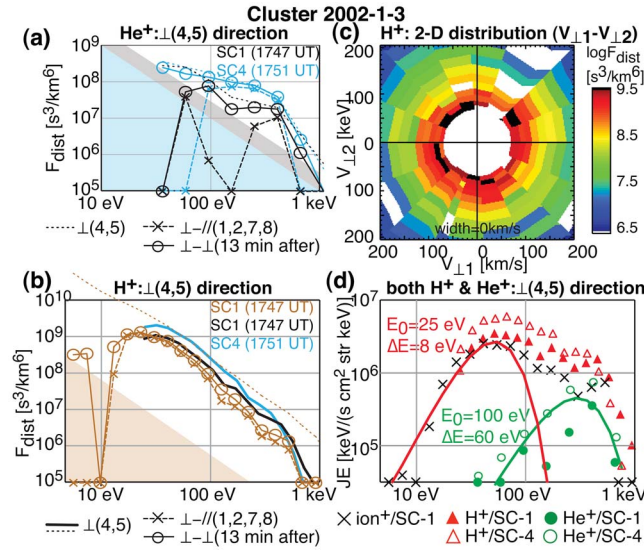 Cluster 2002-1-3
(a) He⁺:⊥(4,5) direction
SC1 (1747 UT)
SC4 (1751 UT)
F_dist [s³/km⁶]
10⁹
10⁸
10⁷
10⁶
10⁵
10 eV 100 eV 1 keV
⊥(4,5) ⊥-//(1,2,7,8)
⊥-⊥(13 min after)
(b) H⁺:⊥(4,5) direction
SC1 (1747 UT)
SC1 (1747 UT)
SC4 (1751 UT)
F_dist [s³/km⁶]
10¹⁰
10⁹
10⁸
10⁷
10⁶
10⁵
10 eV 100 eV 1 keV
⊥(4,5) ⊥-//(1,2,7,8)
⊥-⊥(13 min after)
(c) H⁺: 2-D distribution (V⊥1-V⊥2)
logF_dist
[s³/km⁶]
9.5
9
8
7
6.5
V⊥2 [keV]
200
100
0
100
200
width=0km/s
200 100 0 100 200
V⊥1 [km/s]
(d) both H⁺ & He⁺:⊥(4,5) direction
JE [keV/(s cm² str keV)]
10⁷
10⁶
10⁵
E₀=25 eV
ΔE=8 eV
E₀=100 eV
ΔE=60 eV
10 eV 100 eV 1 keV
ion⁺/SC-1 H⁺/SC-1 He⁺/SC-1
H⁺/SC-4 He⁺/SC-4